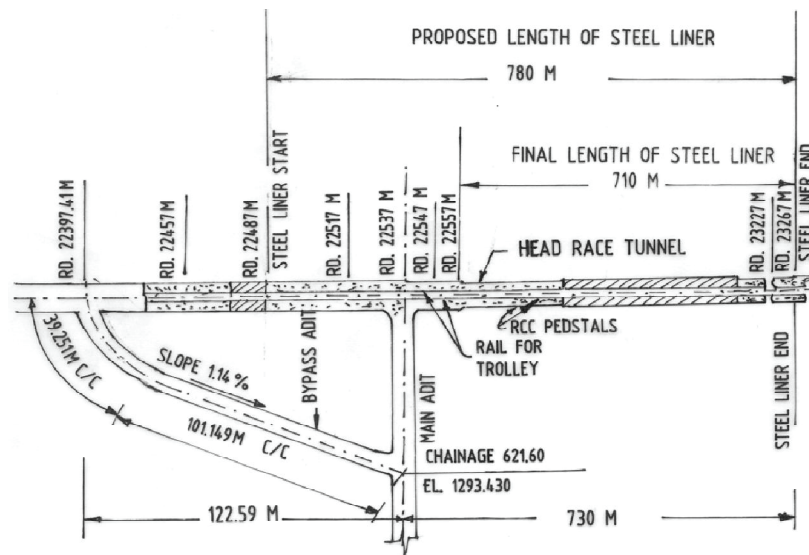 PROPOSED LENGTH OF STEEL LINER
780 M
FINAL LENGTH OF STEEL LINER
710 M
RD. 22397.41 M
RD. 22457 M
RD. 22487 M
STEEL LINER START
RD. 22517 M
RD. 22537 M
RD. 22547 M
RD. 22557 M
RD. 23227 M
RD. 23267 M
STEEL LINER END
HEAD RACE TUNNEL
RCC PEDSTALS
RAIL FOR
TROLLEY
39.251M C/C
SLOPE 1.14 %
BYPASS ADIT
101.149M C/C
MAIN ADIT
STEEL LINER END
CHAINAGE 621.60
EL. 1293.430
122.59 M
730 M